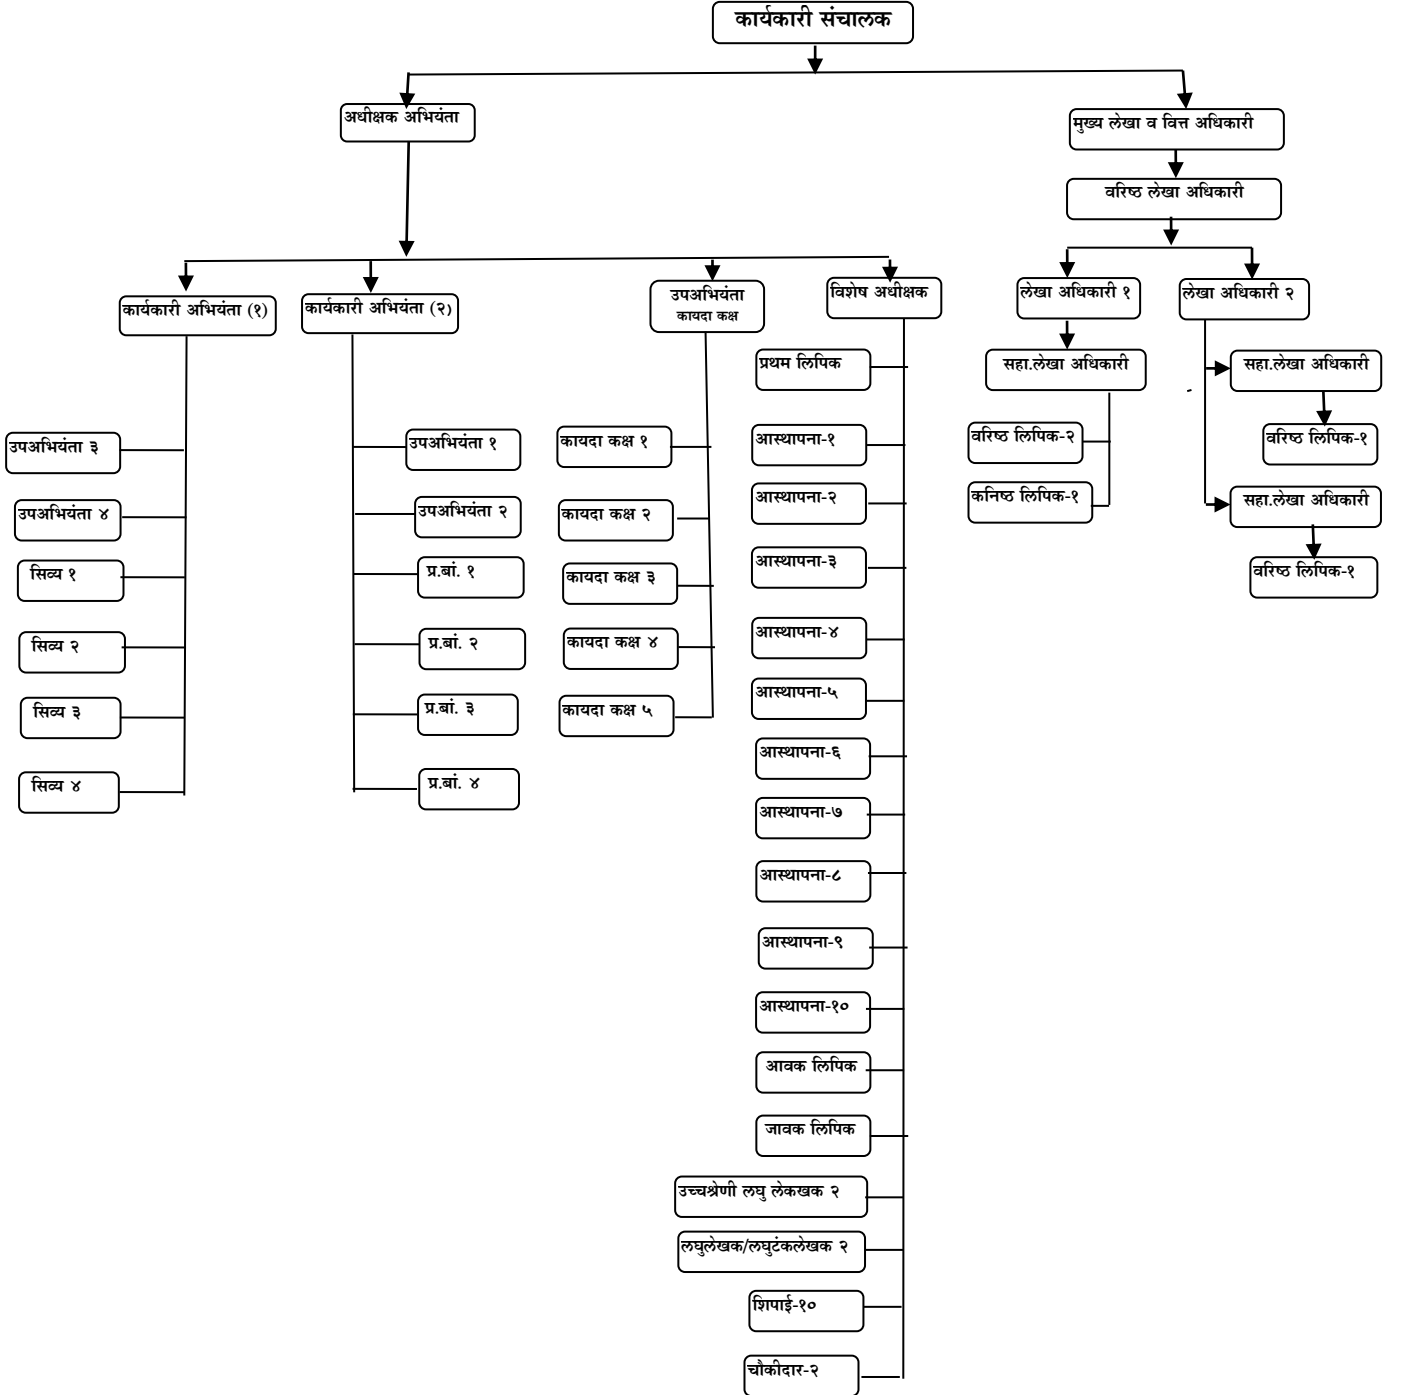 कार्यकारी संचालक
अधीक्षक अभियंता
मुख्य लेखा व वित्त अधिकारी
वरिष्ठ लेखा अधिकारी
कार्यकारी अभियंता (१)
कार्यकारी अभियंता (२)
उपअभियंता
कायदा कक्ष
विशेष अधीक्षक
लेखा अधिकारी १
लेखा अधिकारी २
उपअभियंता ३
उपअभियंता ४
सिव्य १
सिव्य २
सिव्य ३
सिव्य ४
उपअभियंता १
उपअभियंता २
प्र.बां. १
प्र.बां. २
प्र.बां. ३
प्र.बां. ४
कायदा कक्ष १
कायदा कक्ष २
कायदा कक्ष ३
कायदा कक्ष ४
कायदा कक्ष ५
प्रथम लिपिक
आस्थापना-१
आस्थापना-२
आस्थापना-३
आस्थापना-४
आस्थापना-५
आस्थापना-६
आस्थापना-७
आस्थापना-८
आस्थापना-९
आस्थापना-१०
आवक लिपिक
जावक लिपिक
उच्चश्रेणी लघु लेकखक २
लघुलेखक/लघुटंकलेखक २
शिपाई-१०
चौकीदार-२
सहा.लेखा अधिकारी
वरिष्ठ लिपिक-२
कनिष्ठ लिपिक-१
सहा.लेखा अधिकारी
वरिष्ठ लिपिक-१
सहा.लेखा अधिकारी
वरिष्ठ लिपिक-१